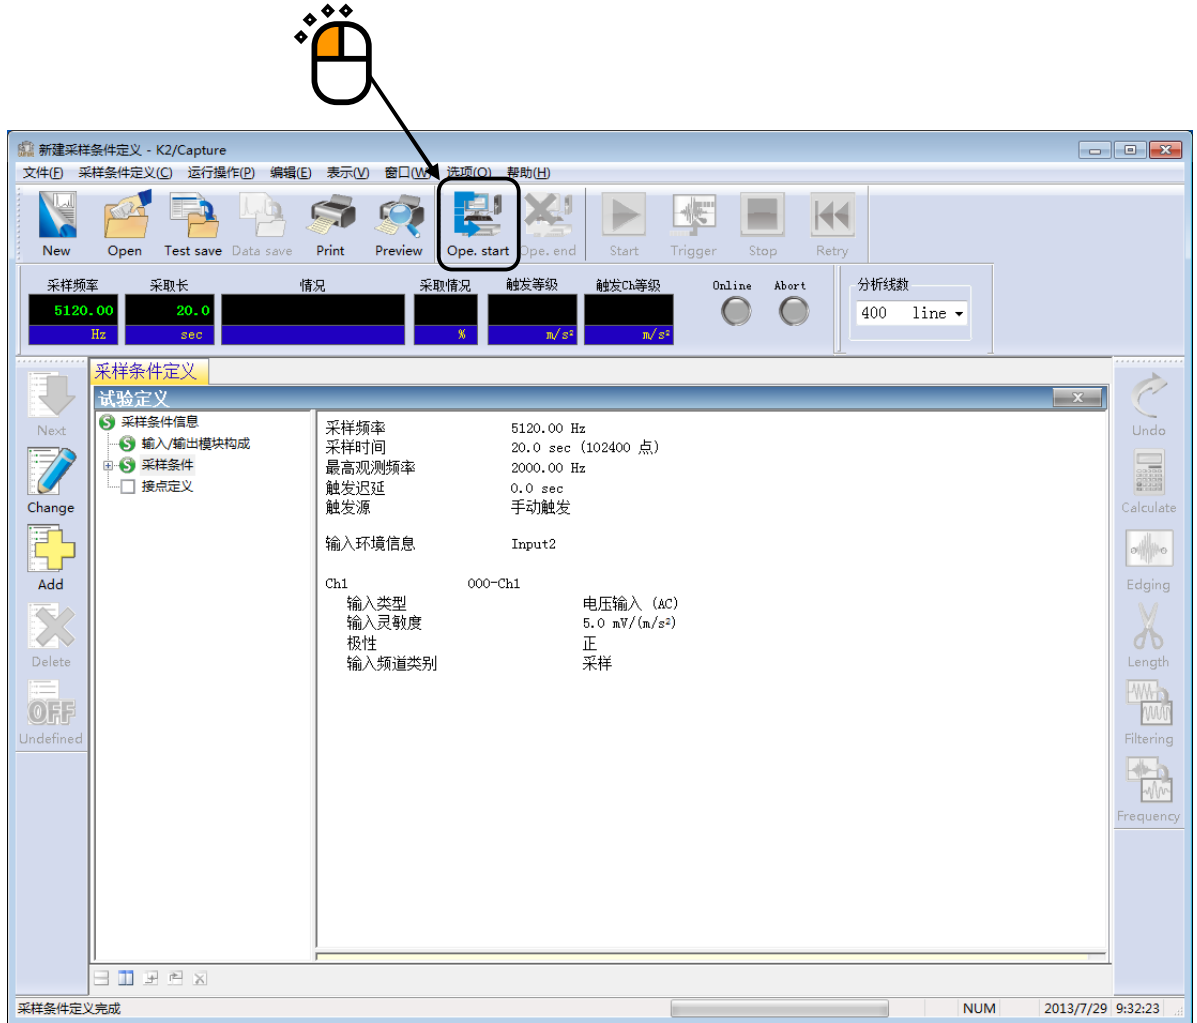 新建采样条件定义 - K2/Capture
文件(F) 采样条件定义(C) 运行操作(P) 编辑(E) 表示(V) 窗口(W) 选项(O) 帮助(H)
New Open Test save Data save Print Preview Ope. start Ope. end Start Trigger Stop Retry
采样频率 采取长 情况 采取情况 触发等级 触发Ch等级 Online Abort 分析线数
5120.00 20.0 400 line
Hz sec % m/s² m/s²
采样条件定义
试验定义
Next
Change
Add
Delete
OFF
Undefined
采样条件信息
输入/输出模块构成
采样条件
接点定义
采样频率 5120.00 Hz
采样时间 20.0 sec (102400 点)
最高观测频率 2000.00 Hz
触发迟延 0.0 sec
触发源 手动触发
输入环境信息 Input2
Ch1 000-Ch1
输入类型 电压输入 (AC)
输入灵敏度 5.0 mV/(m/s²)
极性 正
输入频道类别 采样
Undo
Calculate
Edging
Length
Filtering
Frequency
采样条件定义完成 NUM 2013/7/29 9:32:23